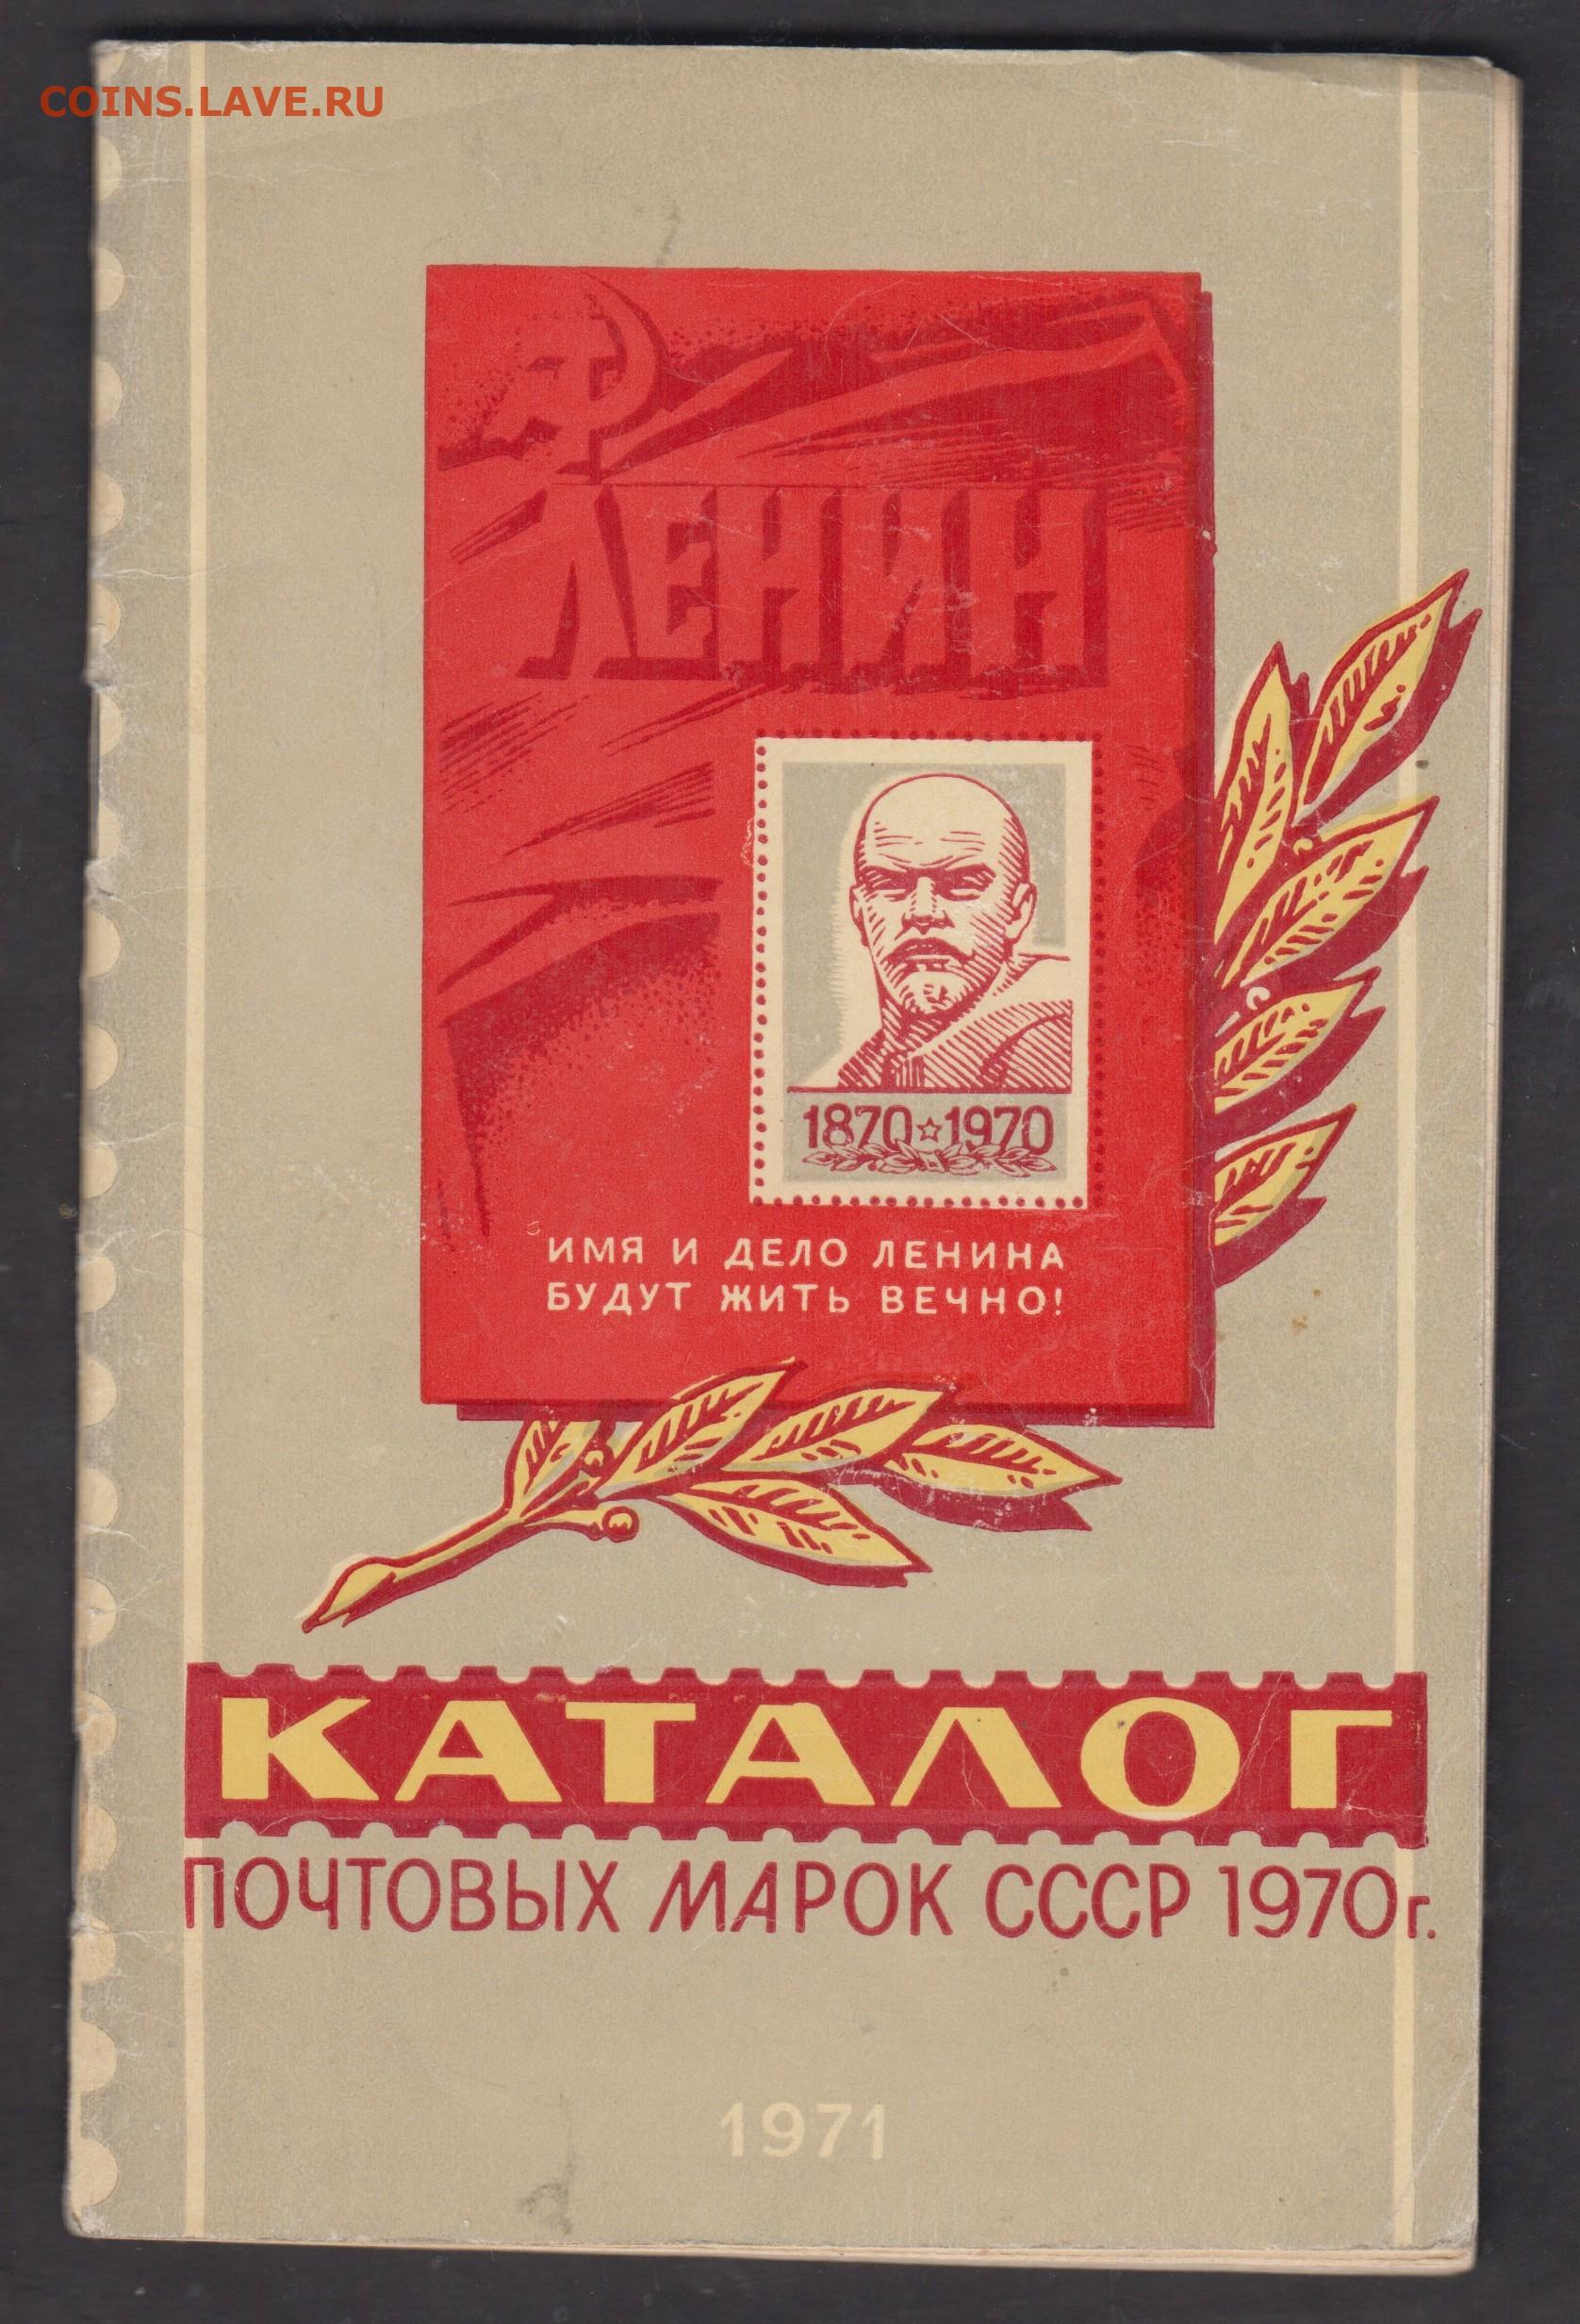 COINS.LAVE.RU
ЛЕНИН
1870☆1970
ИМЯ И ДЕЛО ЛЕНИНА
БУДУТ ЖИТЬ ВЕЧНО!
КАТАЛОГ
ПОЧТОВЫХ МАРОК СССР 1970г.
1971